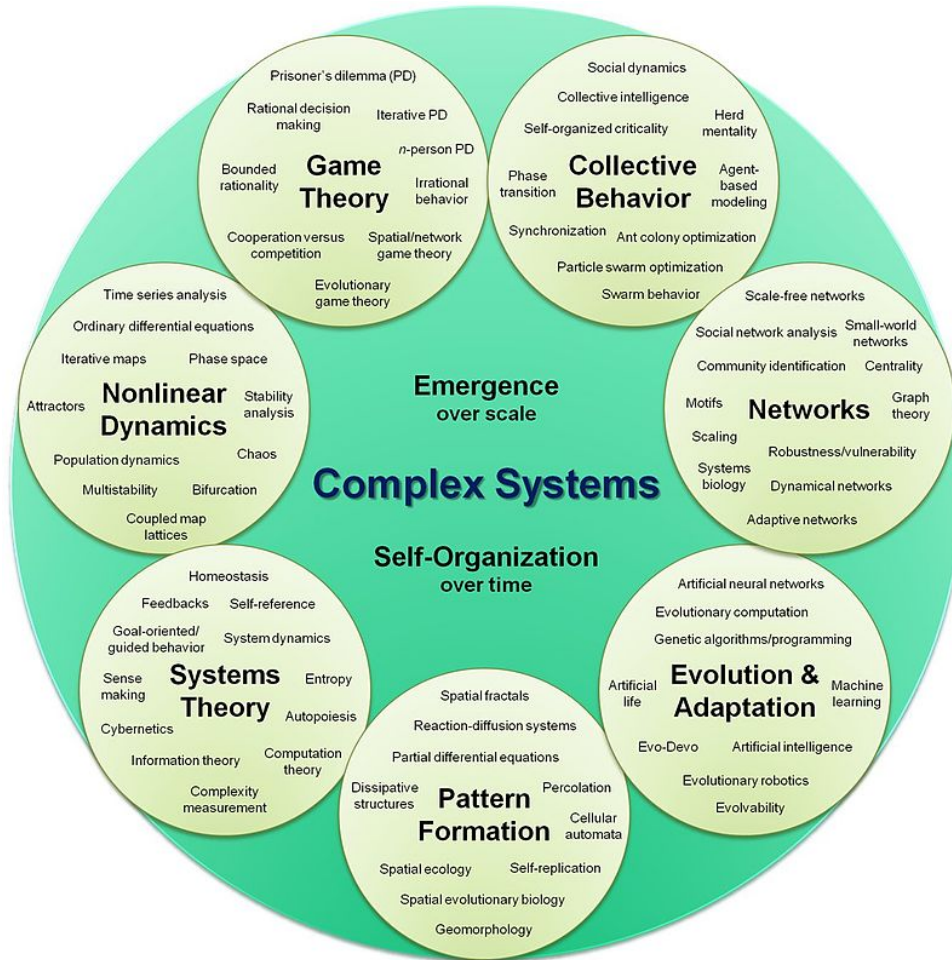 Prisoner's dilemma (PD)
Rational decision
making
Iterative PD
n-person PD
Game
Theory
Bounded
rationality
Irrational
behavior
Cooperation versus
competition
Spatial/network
game theory
Evolutionary
game theory
Social dynamics
Collective intelligence
Herd
mentality
Self-organized criticality
Collective
Behavior
Phase
transition
Agent-
based
modeling
Synchronization
Ant colony optimization
Particle swarm optimization
Swarm behavior
Time series analysis
Ordinary differential equations
Iterative maps
Phase space
Nonlinear
Dynamics
Attractors
Stability
analysis
Population dynamics
Chaos
Multistability
Bifurcation
Coupled map
lattices
Emergence
over scale
Complex Systems
Self-Organization
over time
Scale-free networks
Social network analysis
Small-world
networks
Community identification
Centrality
Motifs
Networks
Graph
theory
Scaling
Robustness/vulnerability
Systems
biology
Dynamical networks
Adaptive networks
Homeostasis
Feedbacks
Self-reference
Goal-oriented/
guided behavior
System dynamics
Sense
making
Systems
Theory
Entropy
Cybernetics
Autopoiesis
Information theory
Computation
theory
Complexity
measurement
Spatial fractals
Reaction-diffusion systems
Partial differential equations
Dissipative
structures
Pattern
Formation
Percolation
Cellular
automata
Spatial ecology
Self-replication
Spatial evolutionary biology
Geomorphology
Artificial neural networks
Evolutionary computation
Genetic algorithms/programming
Artificial
life
Evolution &
Adaptation
Machine
learning
Evo-Devo
Artificial intelligence
Evolutionary robotics
Evolvability